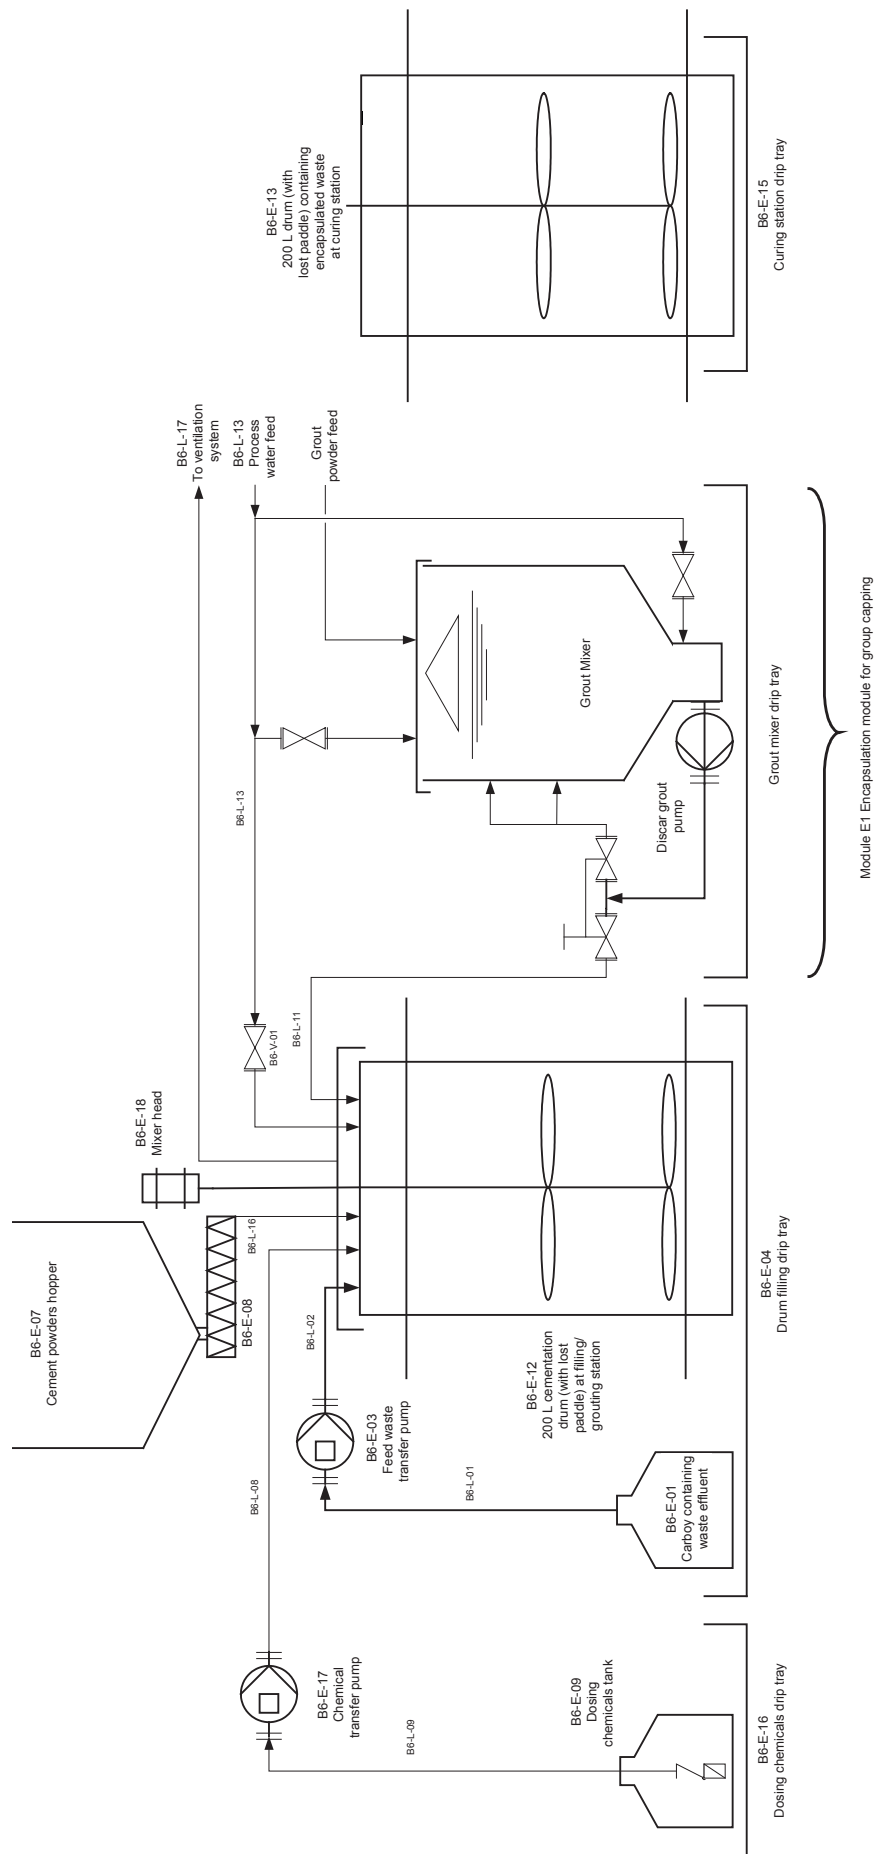 B6-E-13
200 L drum (with
lost paddle) containing
encapsulated waste
at curing station
B6-E-15
Curing station drip tray
B6-L-17
To ventilation
system
B6-L-13
Process
water feed
Grout
powder feed
B6-L-13
Grout Mixer
Discar grout
pump
Grout mixer drip tray
Module E1 Encapsulation module for group capping
B6-V-01
B6-L-11
B6-E-18
Mixer head
B6-E-07
Cement powders hopper
B6-E-08
B6-L-16
B6-L-02
B6-E-12
200 L cementation
drum (with lost
paddle) at filling/
grouting station
B6-E-04
Drum filling drip tray
B6-E-03
Feed waste
transfer pump
B6-L-08
B6-L-01
B6-E-01
Carboy containing
waste effluent
B6-E-17
Chemical
transfer pump
B6-L-09
B6-E-09
Dosing
chemicals tank
B6-E-16
Dosing chemicals drip tray